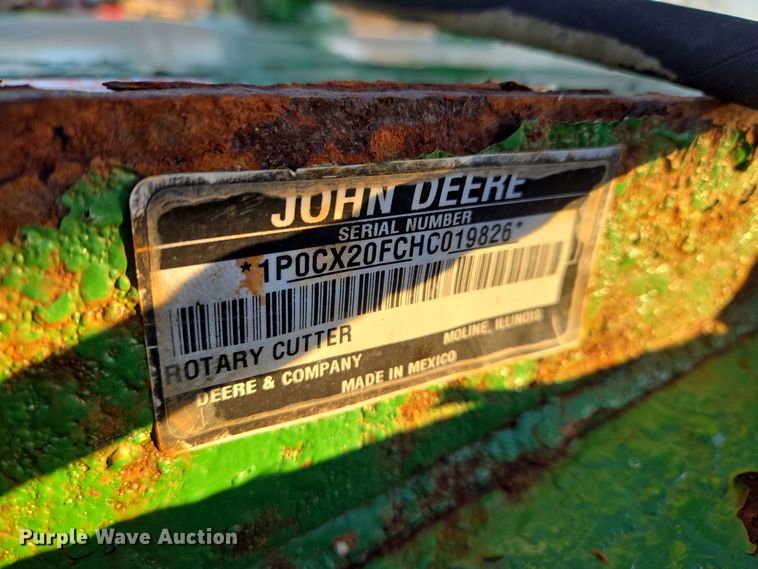 JOHN DEERE
SERIAL NUMBER
*1P0CX20FCHC019826*
ROTARY CUTTER
MOLINE, ILLINOIS
DEERE & COMPANY
MADE IN MEXICO
Purple Wave Auction